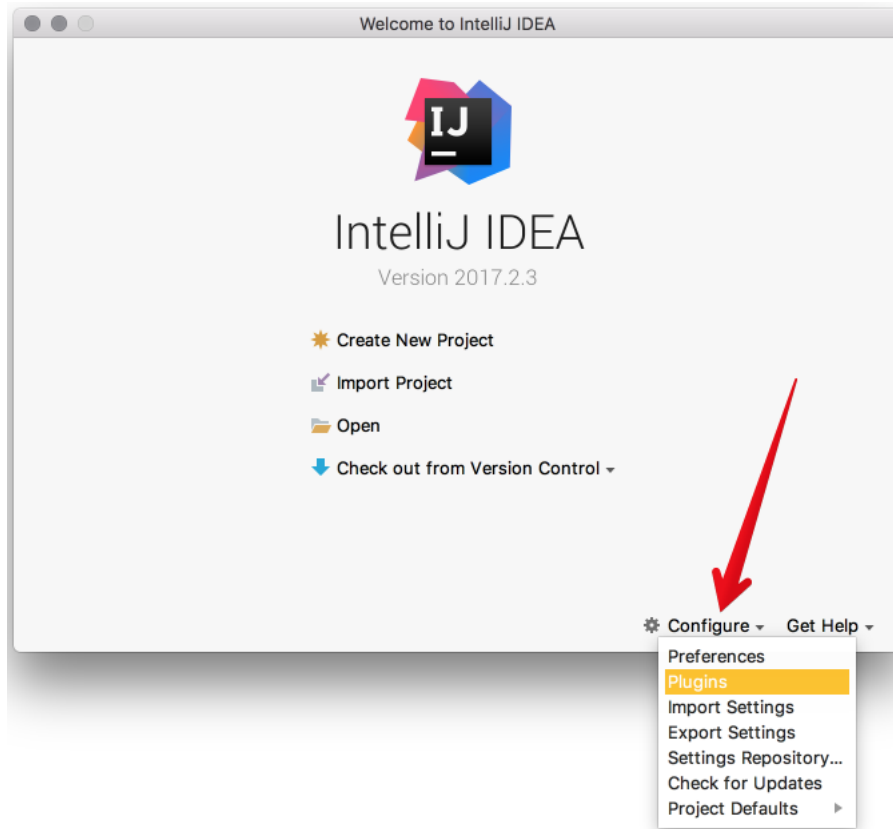 Welcome to IntelliJ IDEA
IJ
IntelliJ IDEA
Version 2017.2.3
Create New Project
Import Project
Open
Check out from Version Control
Configure Get Help
Preferences
Plugins
Import Settings
Export Settings
Settings Repository...
Check for Updates
Project Defaults